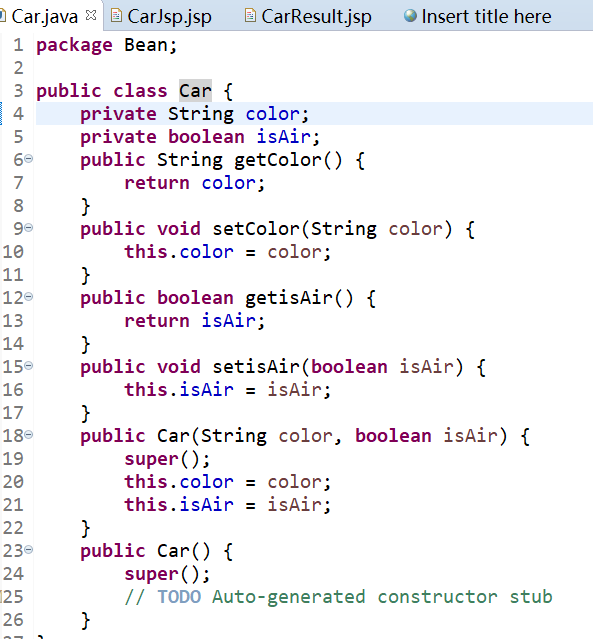 Car.java CarJsp.jsp CarResult.jsp Insert title here
1 package Bean;
2
3 public class Car {
4 private String color;
5 private boolean isAir;
6 public String getColor() {
7 return color;
8 }
9 public void setColor(String color) {
10 this.color = color;
11 }
12 public boolean getisAir() {
13 return isAir;
14 }
15 public void setisAir(boolean isAir) {
16 this.isAir = isAir;
17 }
18 public Car(String color, boolean isAir) {
19 super();
20 this.color = color;
21 this.isAir = isAir;
22 }
23 public Car() {
24 super();
25 // TODO Auto-generated constructor stub
26 }